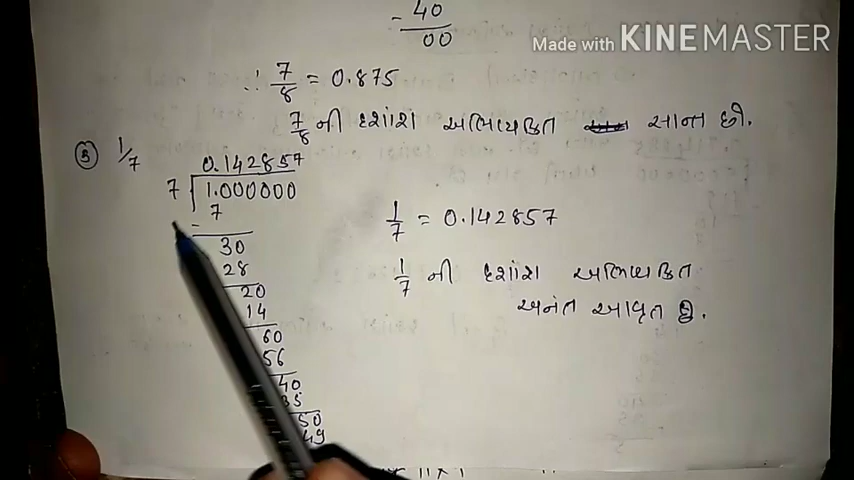 - 40
00
Made with KINEMASTER
∴ 7/8 = 0.875
7/8 ની દશાંશ અભિવ્યક્તિ સાન્ત છે.
③ 1/7
0.142857
7 1.000000
- 7
30
28
20
14
60
56
40
35
50
49
1/7 = 0.142857
1/7 ની દશાંશ અભિવ્યક્તિ
અનંત આવૃત છે.